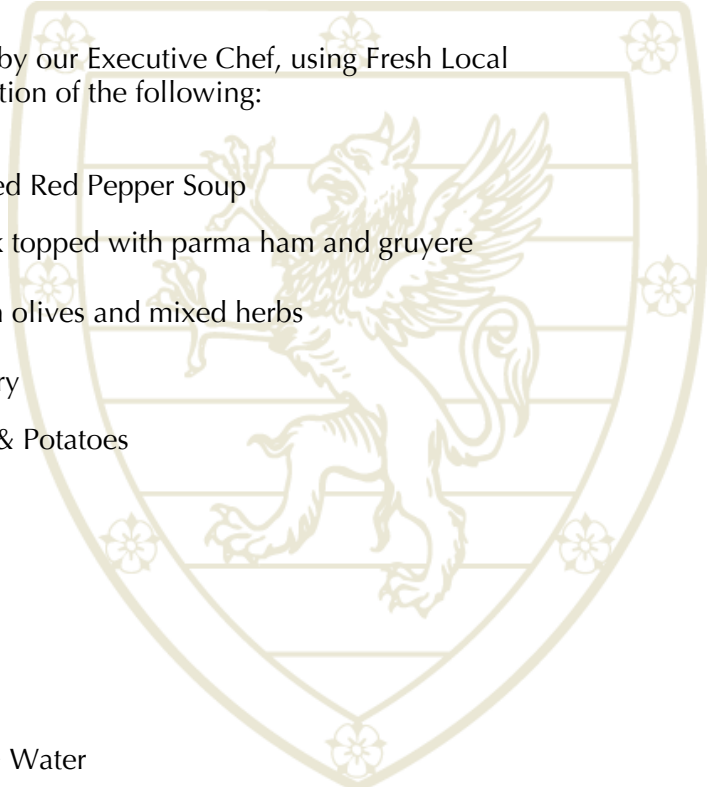 by our Executive Chef, using Fresh Local
tion of the following:
ed Red Pepper Soup
topped with parma ham and gruyere
olives and mixed herbs
ry
& Potatoes
Water